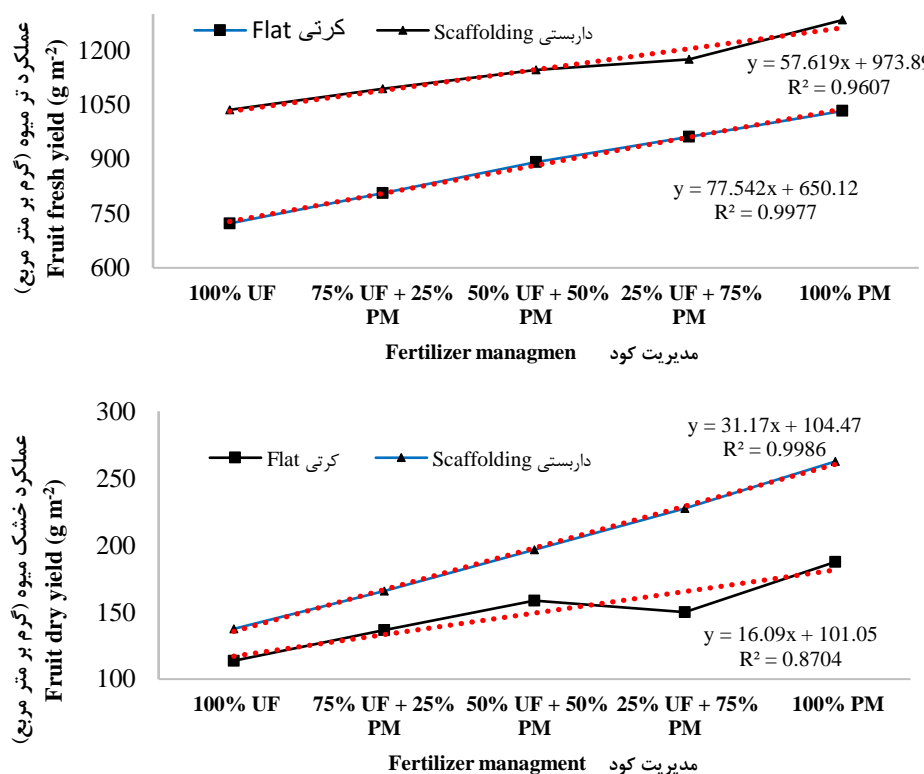 Flat کرتی
Scaffolding داربستی
1200
1050
900
750
600
عملکرد تر میوه (گرم بر متر مربع)
Fruit fresh yield (g m-2)
y = 57.619x + 973.89
R² = 0.9607
y = 77.542x + 650.12
R² = 0.9977
100% UF
75% UF + 25%
PM
50% UF + 50%
PM
25% UF + 75%
PM
100% PM
Fertilizer managmen مدیریت کود
300
250
200
150
100
عملکرد خشک میوه (گرم بر متر مربع)
Fruit dry yield (g m-2)
Flat کرتی
Scaffolding داربستی
y = 31.17x + 104.47
R² = 0.9986
y = 16.09x + 101.05
R² = 0.8704
100% UF
75% UF + 25%
PM
50% UF + 50%
PM
25% UF + 75%
PM
100% PM
Fertilizer managment مدیریت کود